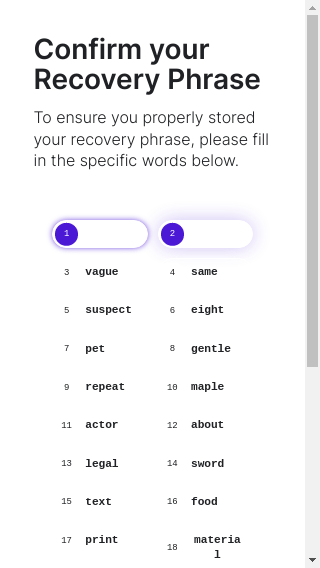 Confirm your
Recovery Phrase
To ensure you properly stored
your recovery phrase, please fill
in the specific words below.
1 2
3 vague 4 same
5 suspect 6 eight
7 pet 8 gentle
9 repeat 10 maple
11 actor 12 about
13 legal 14 sword
15 text 16 food
17 print 18 materia
l